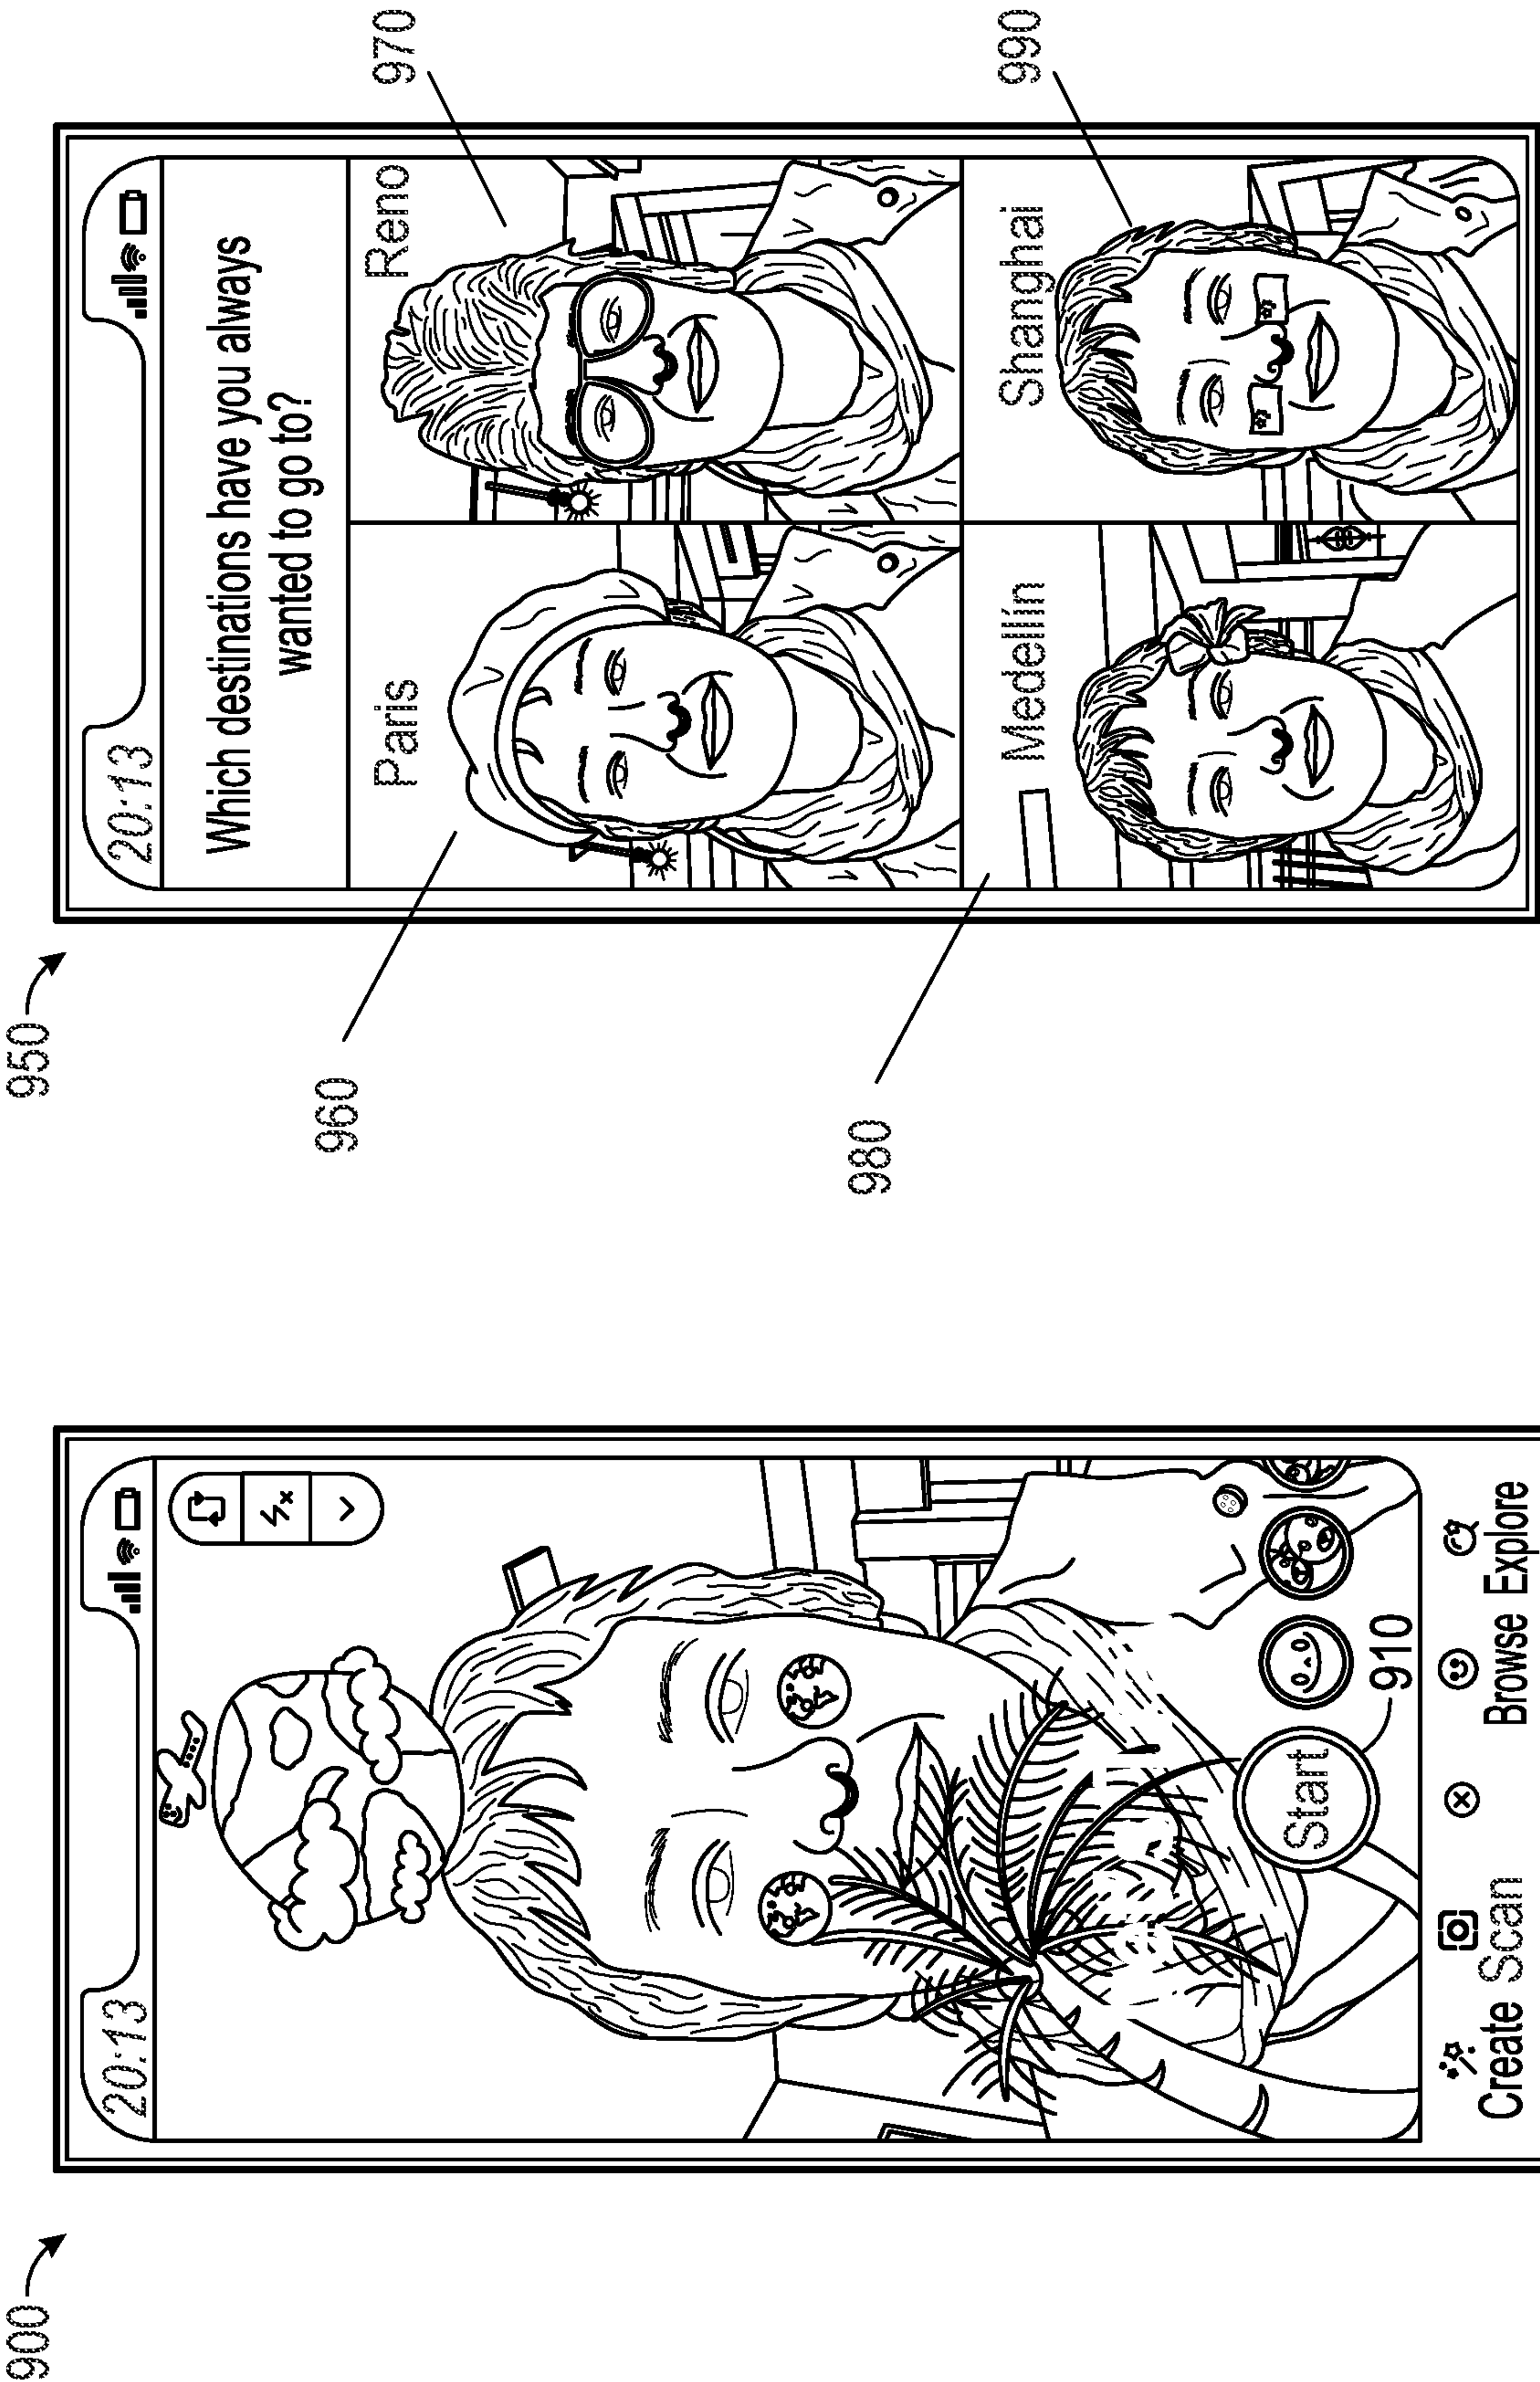 900
20:13
Start
910
Create Scan Browse Explore
950
20:13
Which destinations have you always
wanted to go to?
Paris
Reno
960
970
Medellín
Shanghai
980
990